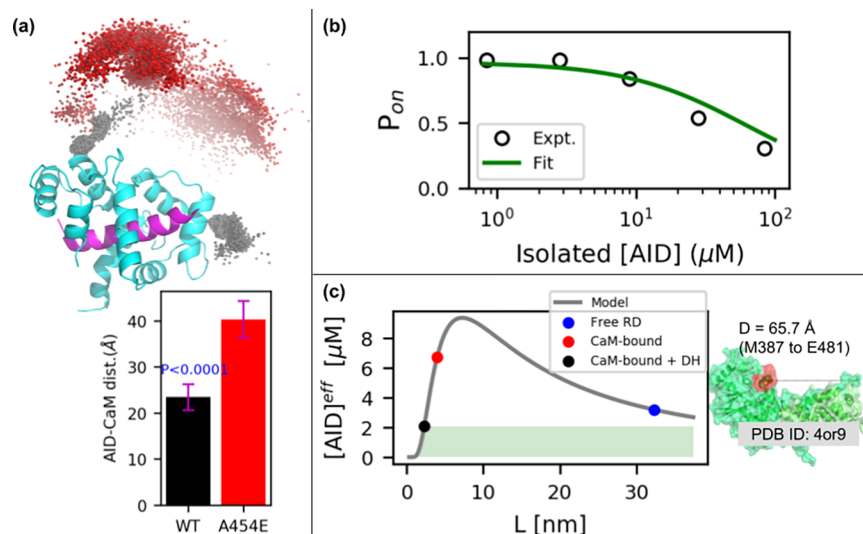 (a)
AID-CaM dist.(Å)
40
30
20
10
0
P<0.0001
WT
A454E
(b)
P_on
1.0
0.5
0.0
Expt.
Fit
10^0
10^1
10^2
Isolated [AID] (μM)
(c)
[AID]^eff [μM]
8
6
4
2
0
Model
Free RD
CaM-bound
CaM-bound + DH
0
10
20
30
L [nm]
D = 65.7 Å
(M387 to E481)
PDB ID: 4or9